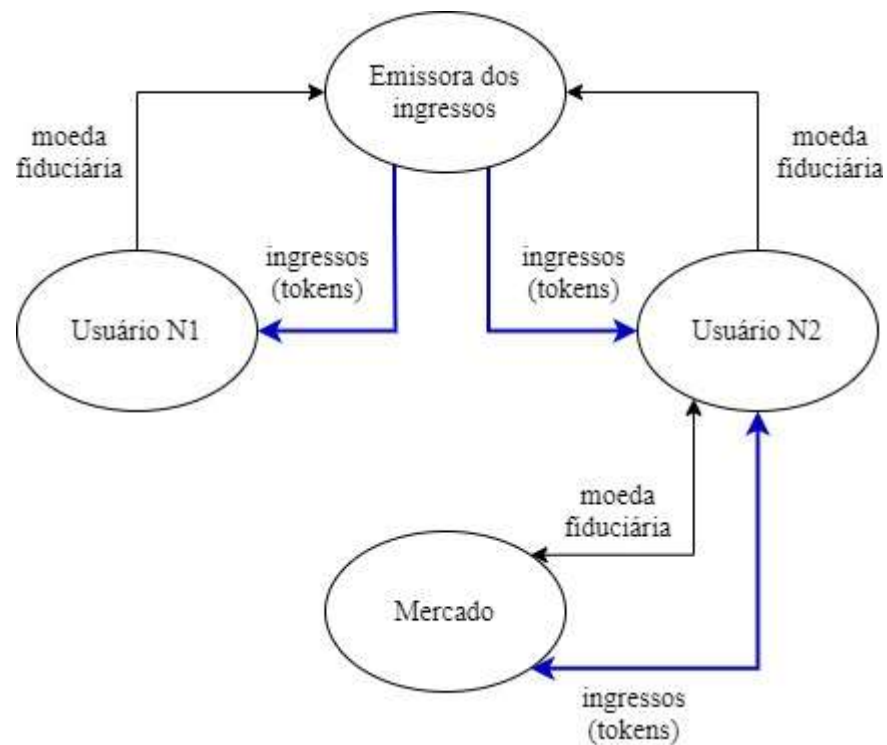 Emissora dos
ingressos
moeda
fiduciária
moeda
fiduciária
ingressos
(tokens)
ingressos
(tokens)
Usuário N1
Usuário N2
moeda
fiduciária
Mercado
ingressos
(tokens)